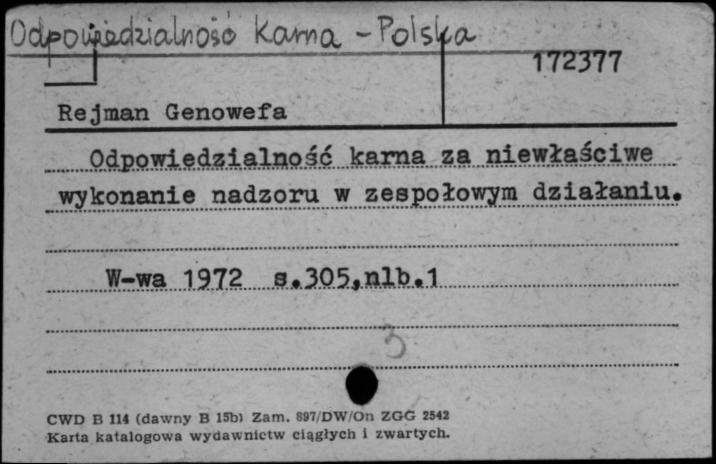 Odpowiedzialność Karna - Polska
172377
Rejman Genowefa
Odpowiedzialność karna za niewłaściwe
wykonanie nadzoru w zespołowym działaniu.
W-wa 1972 s.305,nlb.1
3
CWD B 114 (dawny B 15b) Zam. 897/DW/On ZGG 2542
Karta katalogowa wydawnictw ciągłych i zwartych.